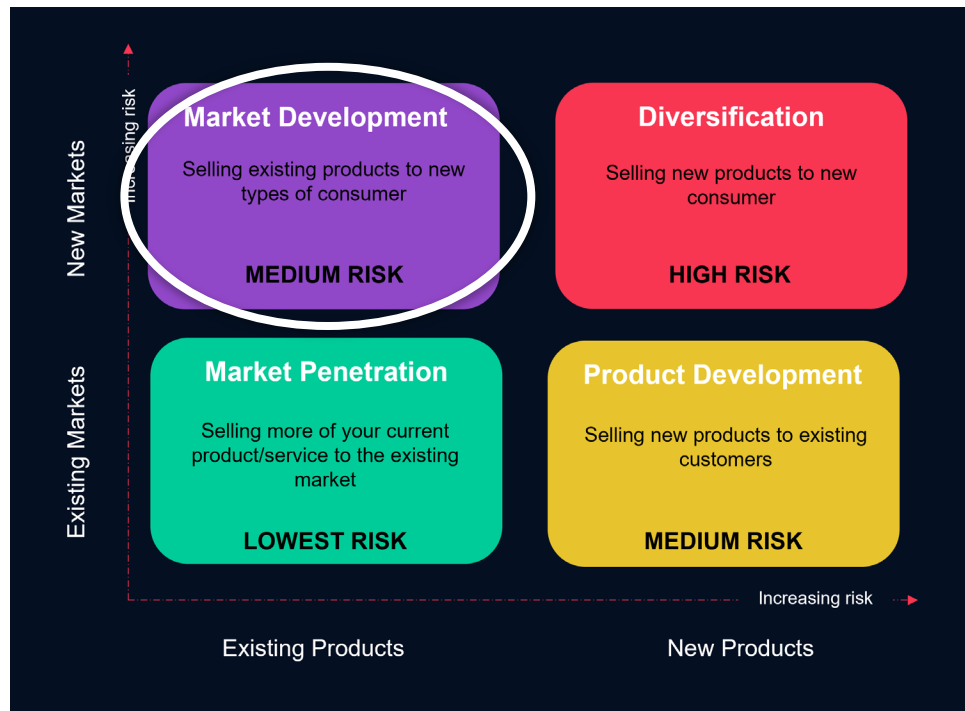 Increasing risk
New Markets
Market Development
Selling existing products to new
types of consumer
MEDIUM RISK
Diversification
Selling new products to new
consumer
HIGH RISK
Existing Markets
Market Penetration
Selling more of your current
product/service to the existing
market
LOWEST RISK
Product Development
Selling new products to existing
customers
MEDIUM RISK
Increasing risk
Existing Products
New Products